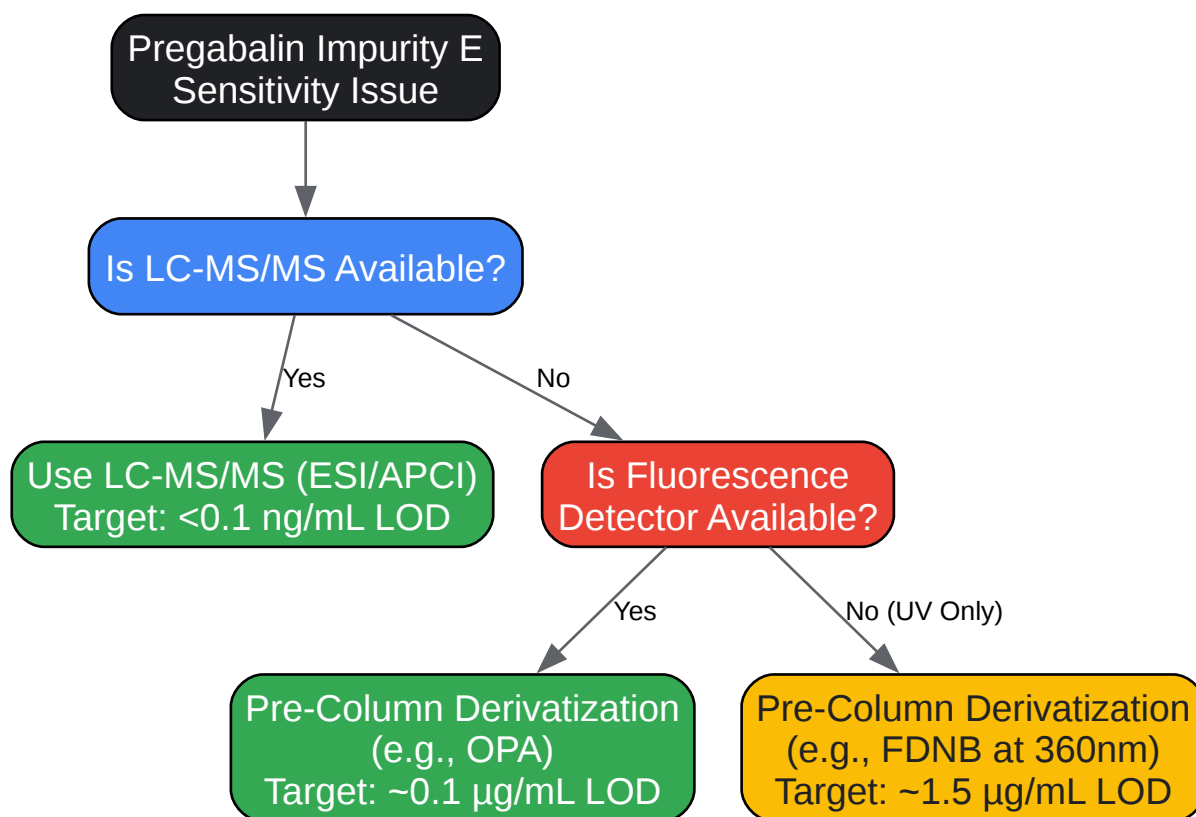 Pregabalin Impurity E
Sensitivity Issue
Is LC-MS/MS Available?
Yes
No
Use LC-MS/MS (ESI/APCI)
Target: <0.1 ng/mL LOD
Is Fluorescence
Detector Available?
Yes
No (UV Only)
Pre-Column Derivatization
(e.g., OPA)
Target: ~0.1 µg/mL LOD
Pre-Column Derivatization
(e.g., FDNB at 360nm)
Target: ~1.5 µg/mL LOD